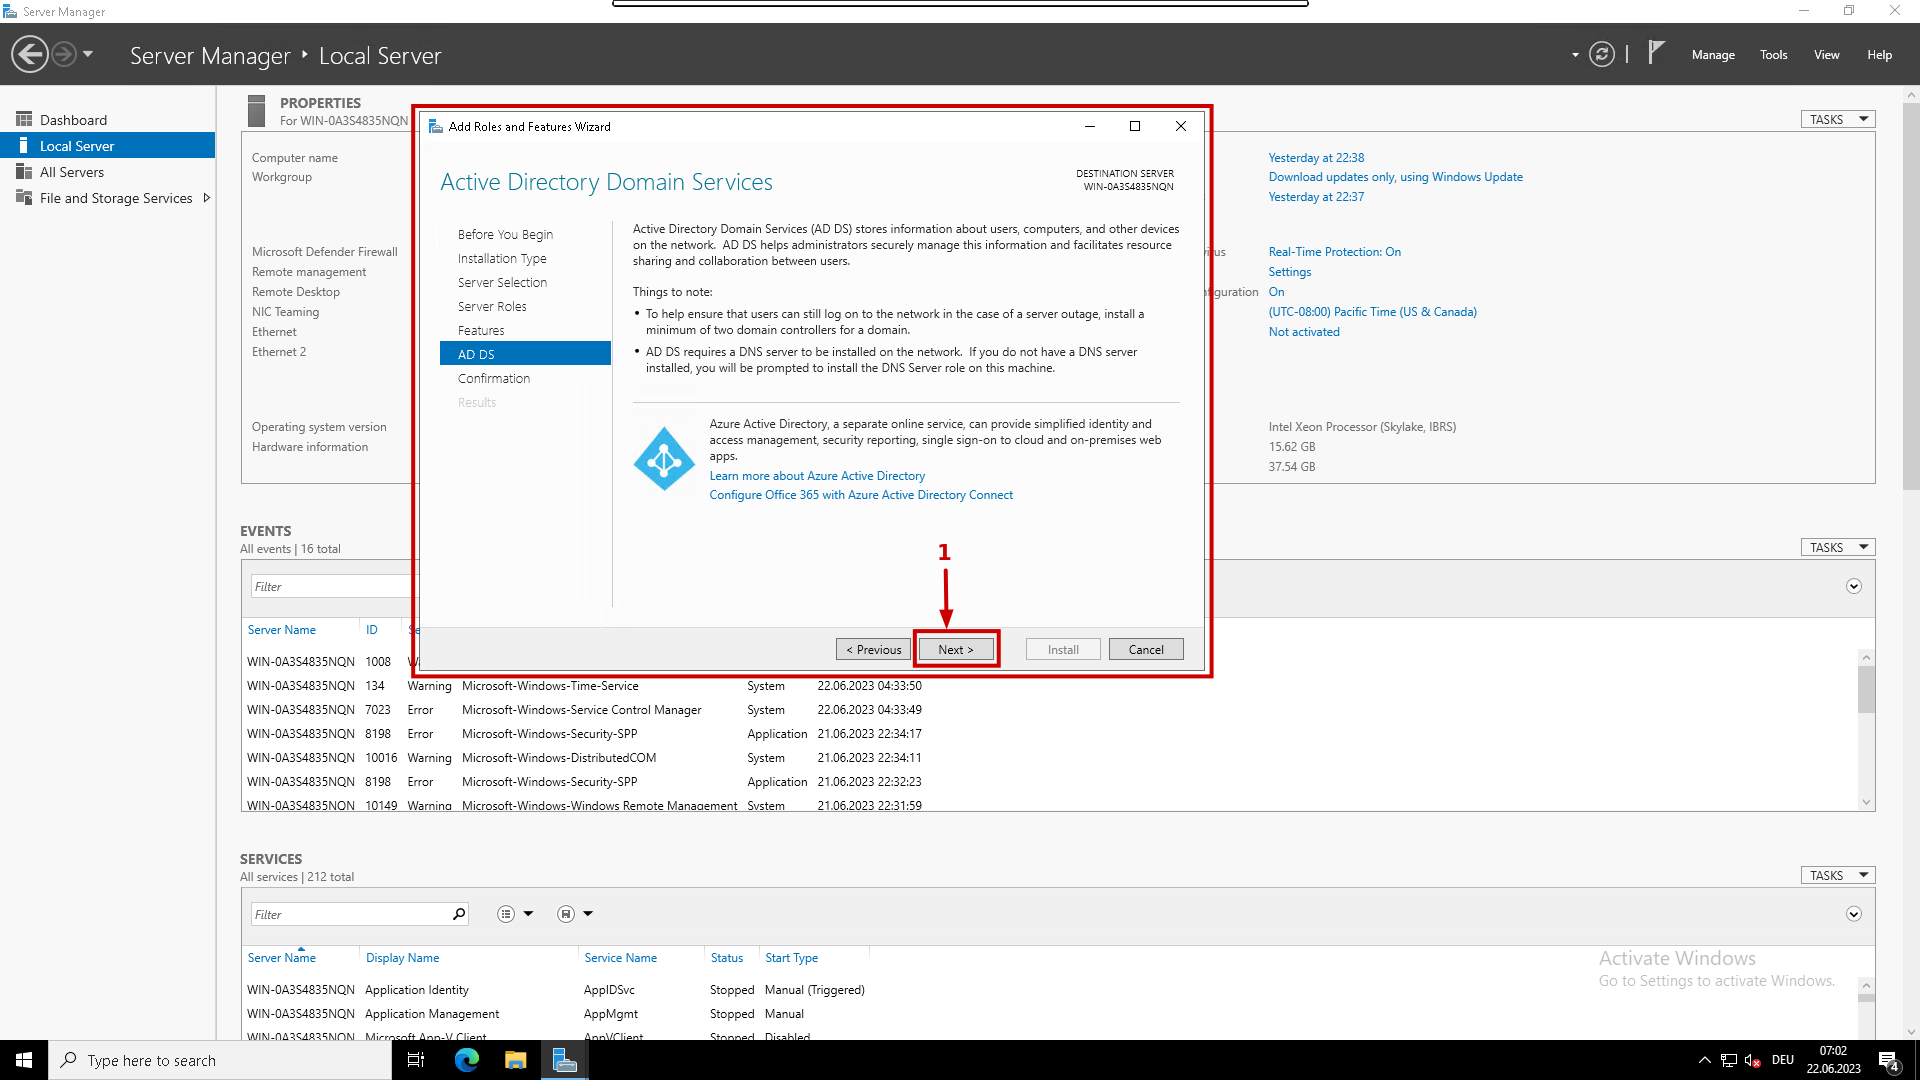 Server Manager
Server Manager ‣ Local Server
Manage
Tools
View
Help
Dashboard
Local Server
All Servers
File and Storage Services
PROPERTIES
For WIN-0A3S4835NQN
TASKS
Computer name
Workgroup
Microsoft Defender Firewall
Remote management
Remote Desktop
NIC Teaming
Ethernet
Ethernet 2
Operating system version
Hardware information
Yesterday at 22:38
Download updates only, using Windows Update
Yesterday at 22:37
Real-Time Protection: On
Settings
On
(UTC-08:00) Pacific Time (US & Canada)
Not activated
Intel Xeon Processor (Skylake, IBRS)
15.62 GB
37.54 GB
Add Roles and Features Wizard
Active Directory Domain Services
DESTINATION SERVER
WIN-0A3S4835NQN
Before You Begin
Installation Type
Server Selection
Server Roles
Features
AD DS
Confirmation
Results
Active Directory Domain Services (AD DS) stores information about users, computers, and other devices
on the network. AD DS helps administrators securely manage this information and facilitates resource
sharing and collaboration between users.
Things to note:
• To help ensure that users can still log on to the network in the case of a server outage, install a
minimum of two domain controllers for a domain.
• AD DS requires a DNS server to be installed on the network. If you do not have a DNS server
installed, you will be prompted to install the DNS Server role on this machine.
Azure Active Directory, a separate online service, can provide simplified identity and
access management, security reporting, single sign-on to cloud and on-premises web
apps.
Learn more about Azure Active Directory
Configure Office 365 with Azure Active Directory Connect
1
< Previous
Next >
Install
Cancel
EVENTS
All events | 16 total
TASKS
Filter
Server Name ID Se
WIN-0A3S4835NQN 1008
WIN-0A3S4835NQN 134 Warning Microsoft-Windows-Time-Service System 22.06.2023 04:33:50
WIN-0A3S4835NQN 7023 Error Microsoft-Windows-Service Control Manager System 22.06.2023 04:33:49
WIN-0A3S4835NQN 8198 Error Microsoft-Windows-Security-SPP Application 21.06.2023 22:34:17
WIN-0A3S4835NQN 10016 Warning Microsoft-Windows-DistributedCOM System 21.06.2023 22:34:11
WIN-0A3S4835NQN 8198 Error Microsoft-Windows-Security-SPP Application 21.06.2023 22:32:23
WIN-0A3S4835NQN 10149 Warning Microsoft-Windows-Windows Remote Management System 21.06.2023 22:31:59
SERVICES
All services | 212 total
TASKS
Filter
Server Name Display Name Service Name Status Start Type
WIN-0A3S4835NQN Application Identity AppIDSvc Stopped Manual (Triggered)
WIN-0A3S4835NQN Application Management AppMgmt Stopped Manual
WIN-0A3S4835NQN Microsoft App-V Client AppVClient Stopped Disabled
Activate Windows
Go to Settings to activate Windows.
Type here to search
DEU
07:02
22.06.2023
4